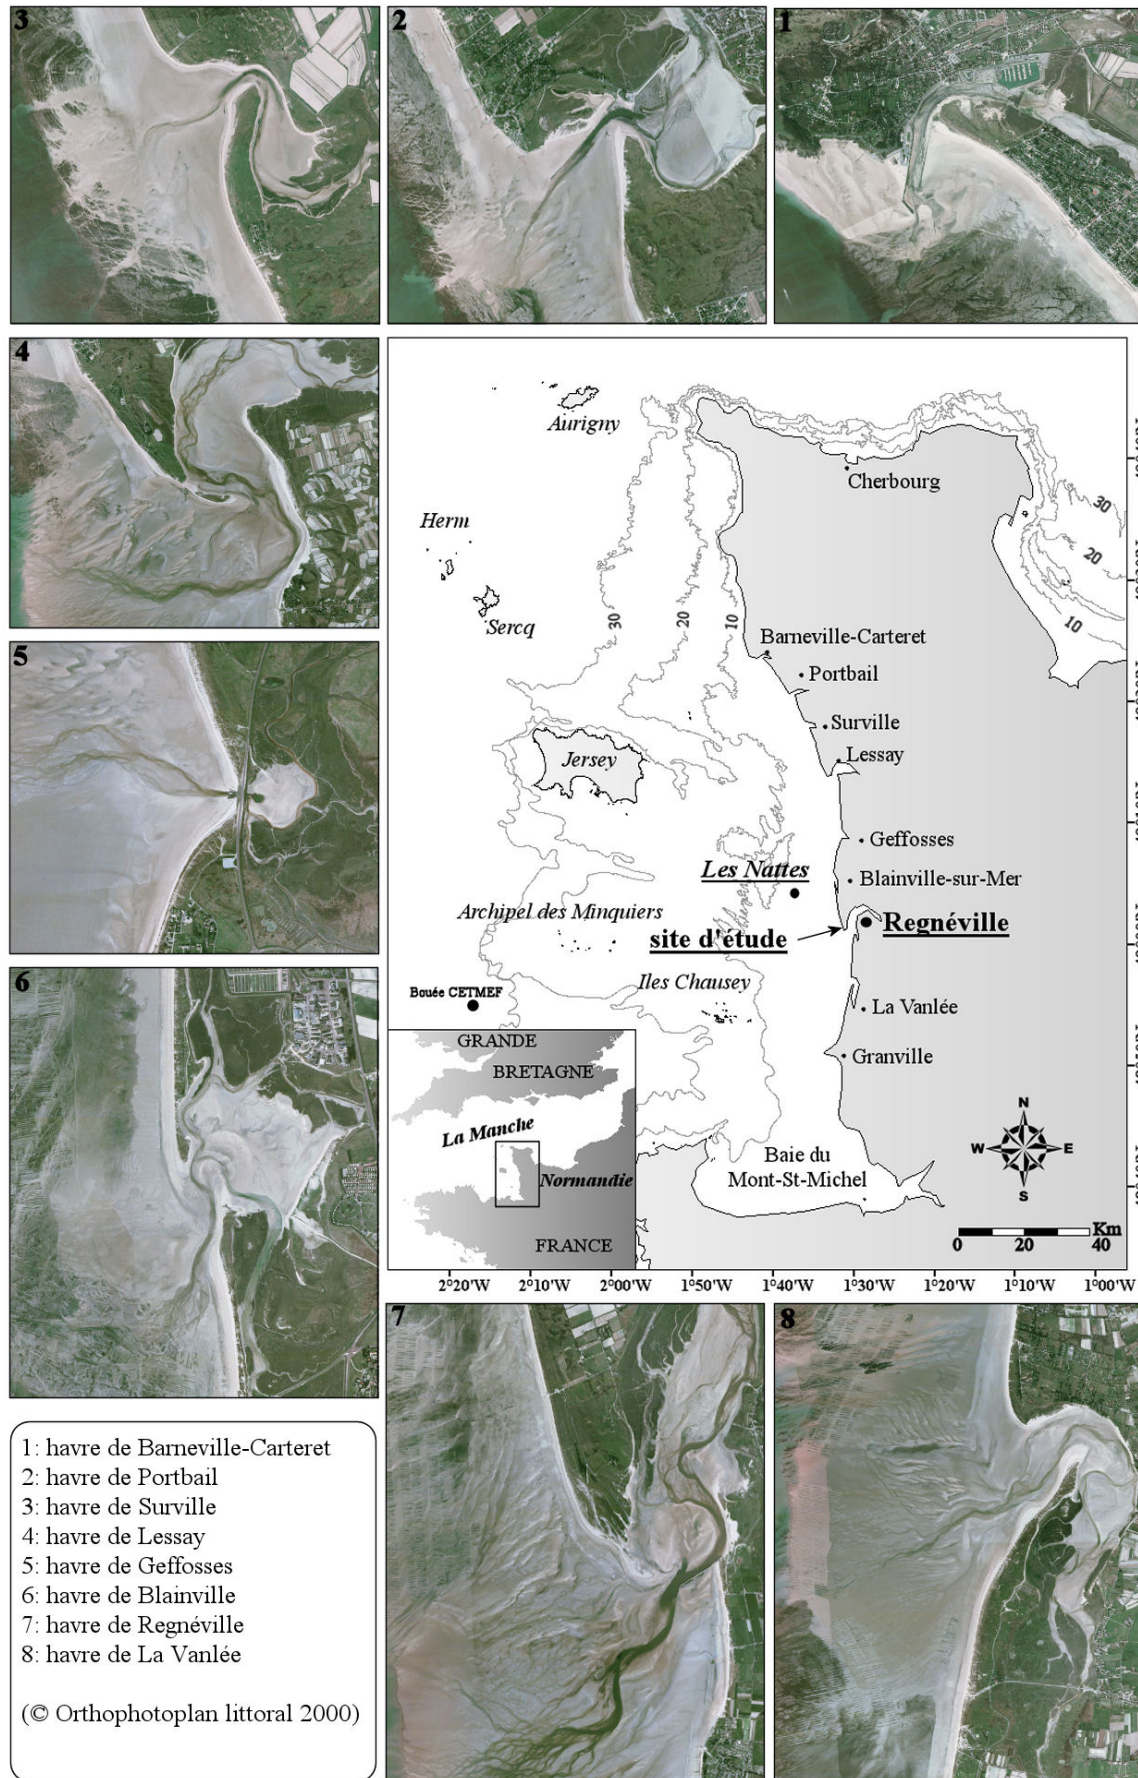 3
2
1
4
5
6
7
8
Aurigny
Cherbourg
Herm
Sercq
30
20
10
30
20
10
Barneville-Carteret
Portbail
Surville
Lessay
Jersey
Geffosses
Les Nattes
Blainville-sur-Mer
Archipel des Minquiers
Regnéville
site d'étude
Iles Chausey
Bouée CETMEF
La Vanlée
Granville
GRANDE
BRETAGNE
La Manche
Normandie
FRANCE
Baie du
Mont-St-Michel
N
W
E
S
Km
0 20 40
2°20'W 2°10'W 2°00'W 1°50'W 1°40'W 1°30'W 1°20'W 1°10'W 1°00'W
1: havre de Barneville-Carteret
2: havre de Portbail
3: havre de Surville
4: havre de Lessay
5: havre de Geffosses
6: havre de Blainville
7: havre de Regnéville
8: havre de La Vanlée
(© Orthophotoplan littoral 2000)